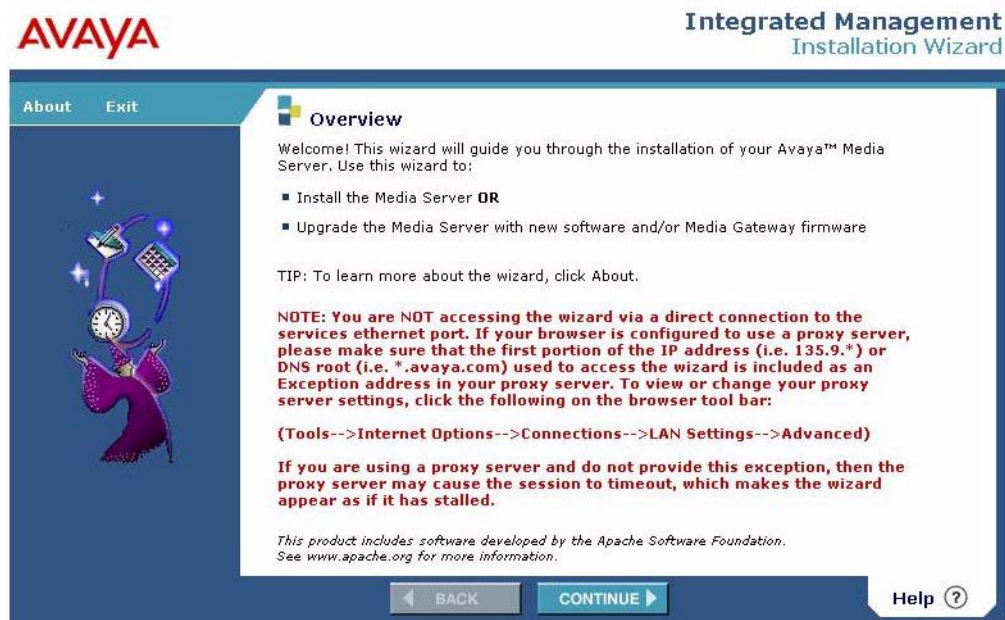 AVAYA
Integrated Management
Installation Wizard
About Exit
Overview
Welcome! This wizard will guide you through the installation of your Avaya™ Media
Server. Use this wizard to:
Install the Media Server OR
Upgrade the Media Server with new software and/or Media Gateway firmware
TIP: To learn more about the wizard, click About.
NOTE: You are NOT accessing the wizard via a direct connection to the
services ethernet port. If your browser is configured to use a proxy server,
please make sure that the first portion of the IP address (i.e. 135.9.*) or
DNS root (i.e. *.avaya.com) used to access the wizard is included as an
Exception address in your proxy server. To view or change your proxy
server settings, click the following on the browser tool bar:
(Tools-->Internet Options-->Connections-->LAN Settings-->Advanced)
If you are using a proxy server and do not provide this exception, then the
proxy server may cause the session to timeout, which makes the wizard
appear as if it has stalled.
This product includes software developed by the Apache Software Foundation.
See www.apache.org for more information.
BACK CONTINUE Help ?